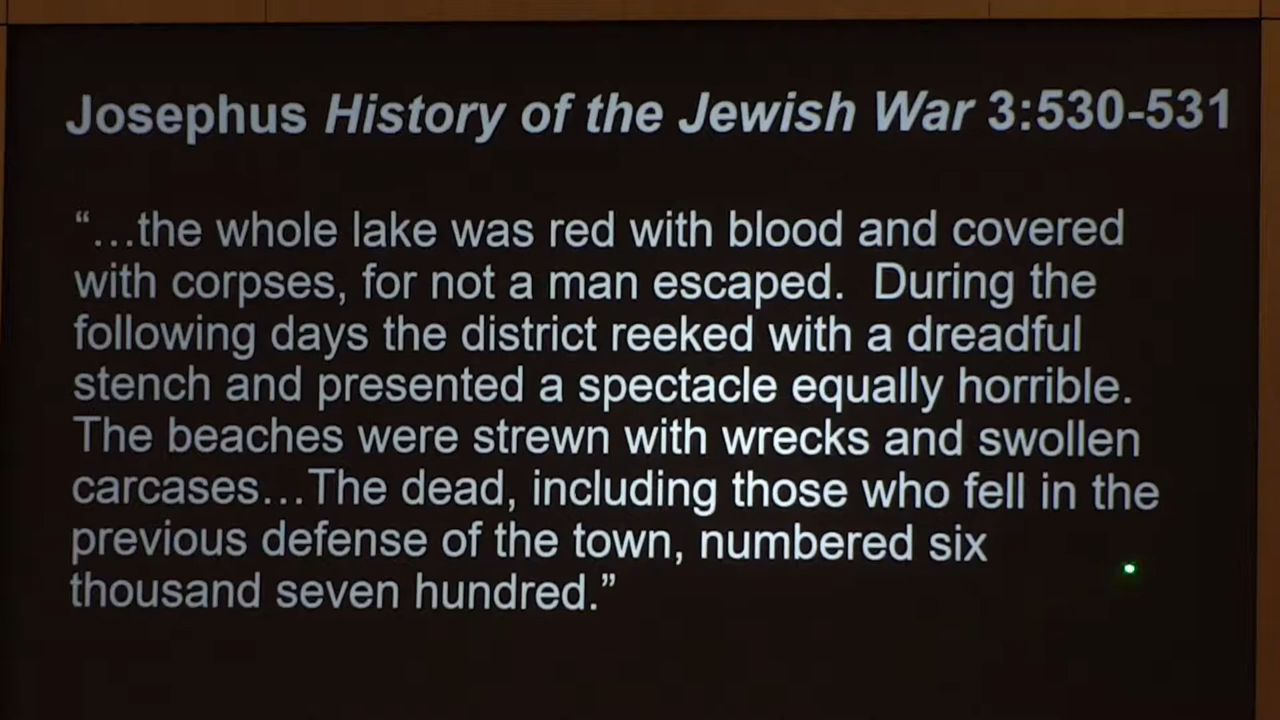 Josephus History of the Jewish War 3:530-531
“…the whole lake was red with blood and covered
with corpses, for not a man escaped.  During the
following days the district reeked with a dreadful
stench and presented a spectacle equally horrible.
The beaches were strewn with wrecks and swollen
carcases…The dead, including those who fell in the
previous defense of the town, numbered six
thousand seven hundred.”